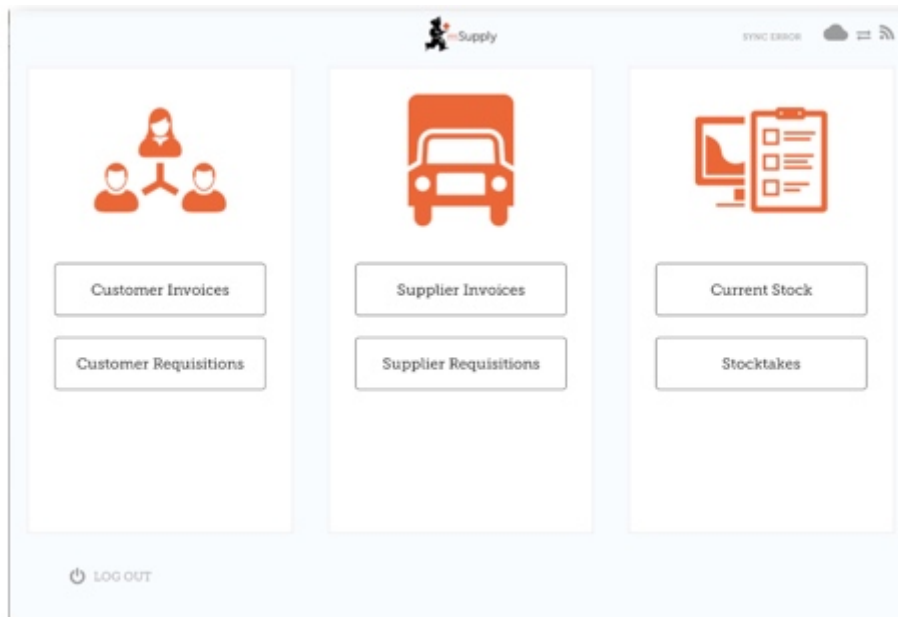 mSupply
SYNC ERROR
Customer Invoices
Customer Requisitions
Supplier Invoices
Supplier Requisitions
Current Stock
Stocktakes
LOG OUT